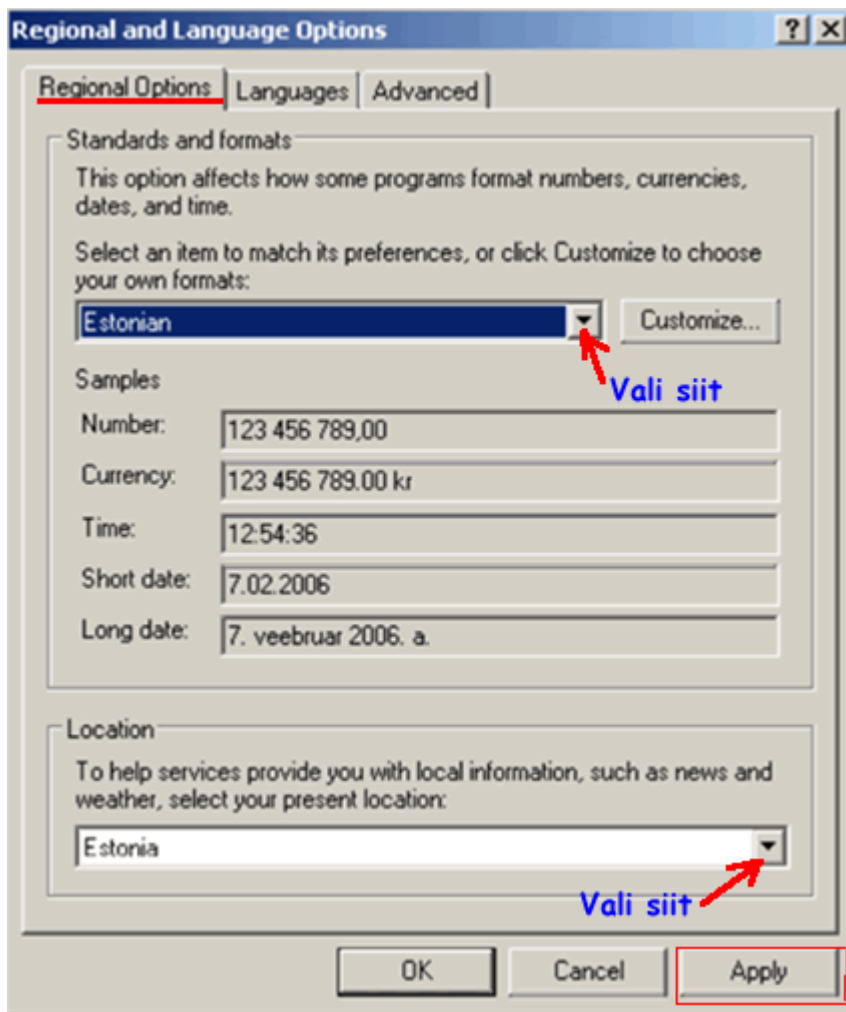 Regional and Language Options
Regional Options Languages Advanced
Standards and formats
This option affects how some programs format numbers, currencies,
dates, and time.
Select an item to match its preferences, or click Customize to choose
your own formats:
Estonian Customize...
Vali siit
Samples
Number: 123 456 789,00
Currency: 123 456 789.00 kr
Time: 12:54:36
Short date: 7.02.2006
Long date: 7. veebruar 2006. a.
Location
To help services provide you with local information, such as news and
weather, select your present location:
Estonia
Vali siit
OK Cancel Apply